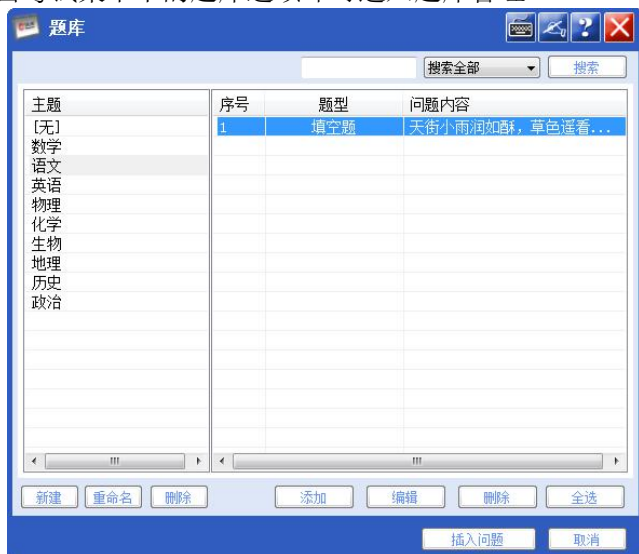 题库
搜索全部 搜索
主题 序号 题型 问题内容
[无] 1 填空题 天街小雨润如酥，草色遥看...
数学
语文
英语
物理
化学
生物
地理
历史
政治
新建 重命名 删除 添加 编辑 删除 全选
插入问题 取消